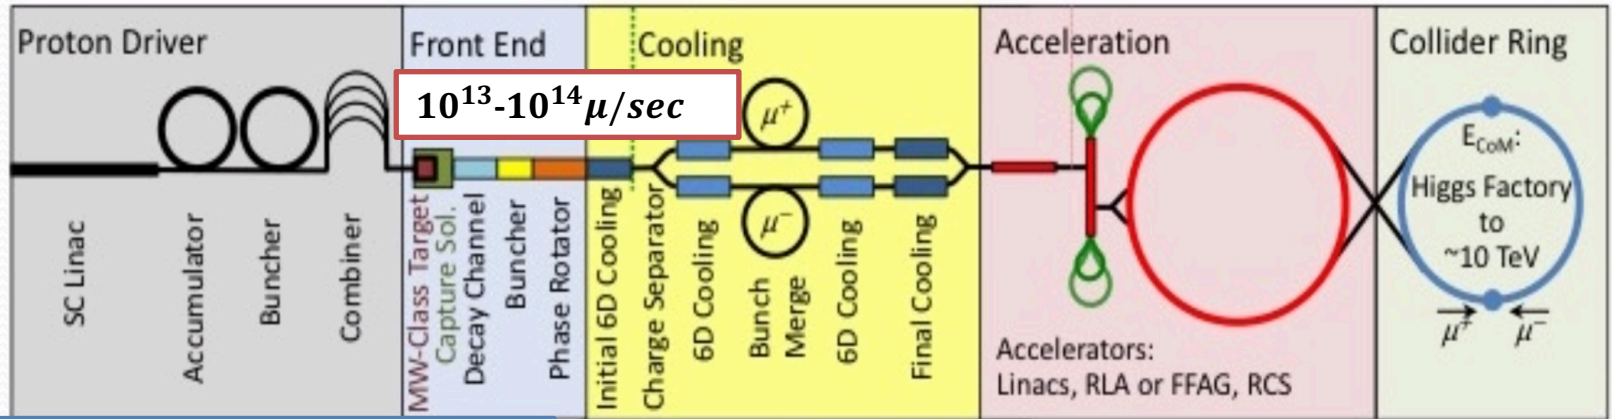 Proton Driver
Front End
Cooling
Acceleration
Collider Ring
10¹³-10¹⁴μ/sec
μ⁺
μ⁻
SC Linac
Accumulator
Buncher
Combiner
MW-Class Target
Capture Sol.
Decay Channel
Buncher
Phase Rotator
Initial 6D Cooling
Charge Separator
6D Cooling
Bunch
Merge
6D Cooling
Final Cooling
Accelerators:
Linacs, RLA or FFAG, RCS
E_CoM:
Higgs Factory
to
~10 TeV
μ⁺ μ⁻